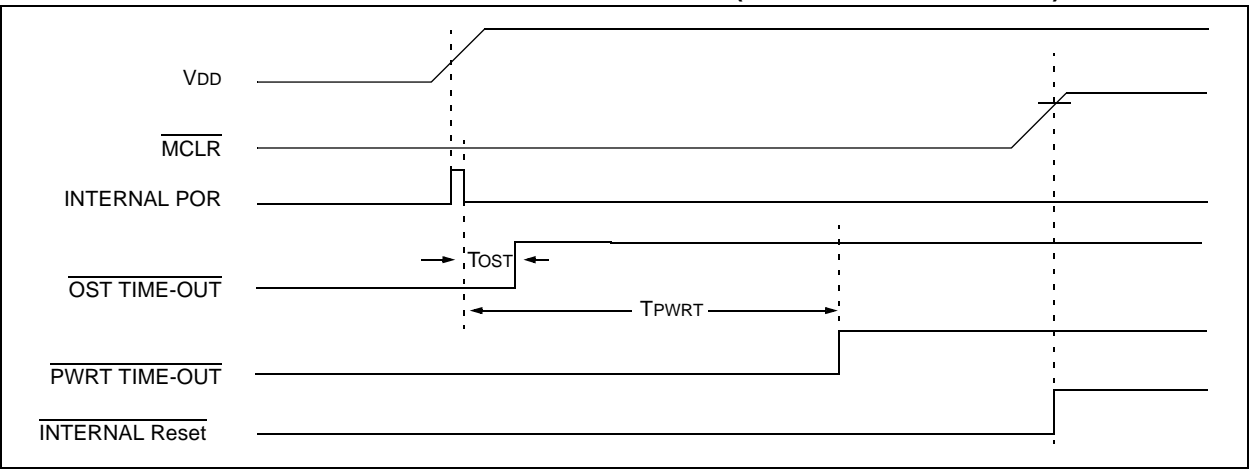 VDD
MCLR
INTERNAL POR
TOST
OST TIME-OUT
TPWRT
PWRT TIME-OUT
INTERNAL Reset